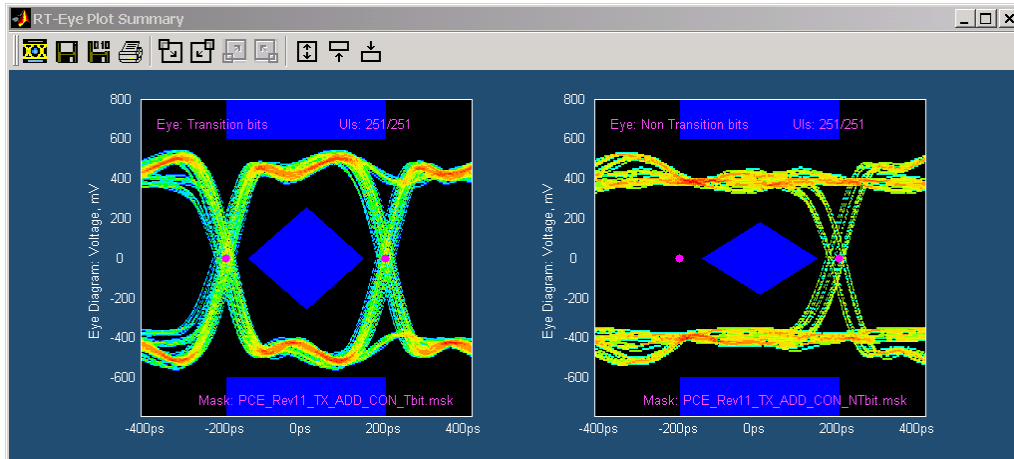 RT-Eye Plot Summary
Eye: Transition bits UIs: 251/251
800
600
400
200
0
-200
-400
-600
Eye Diagram: Voltage, mV
Mask: PCE_Rev11_TX_ADD_CON_Tbit.msk
-400ps -200ps 0ps 200ps 400ps
Eye: Non Transition bits UIs: 251/251
800
600
400
200
0
-200
-400
-600
Eye Diagram: Voltage, mV
Mask: PCE_Rev11_TX_ADD_CON_NTbit.msk
-400ps -200ps 0ps 200ps 400ps